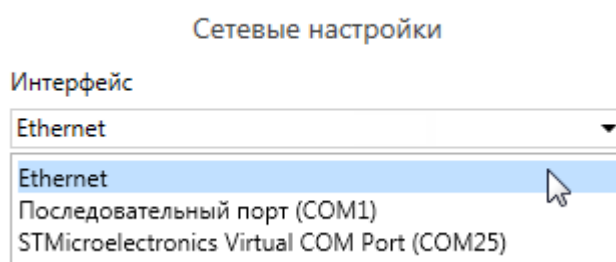 Сетевые настройки
Интерфейс
Ethernet
Ethernet
Последовательный порт (COM1)
STMicroelectronics Virtual COM Port (COM25)